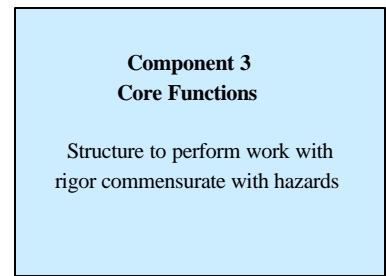 Component 3
Core Functions
Structure to perform work with
rigor commensurate with hazards